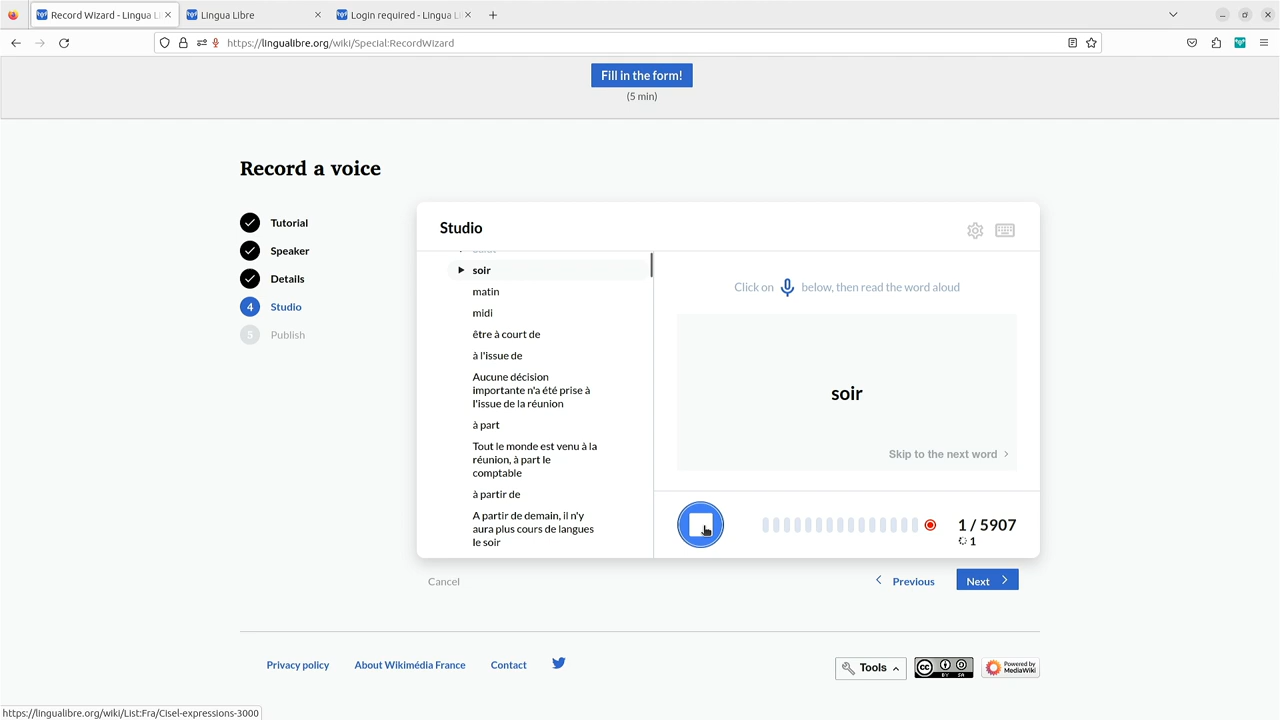 Record Wizard - Lingua Li
Lingua Libre
Login required - Lingua L
https://lingualibre.org/wiki/Special:RecordWizard
Fill in the form!
(5 min)
Record a voice
Tutorial
Speaker
Details
4 Studio
5 Publish
Studio
soir
matin
midi
être à court de
à l'issue de
Aucune décision
importante n'a été prise à
l'issue de la réunion
à part
Tout le monde est venu à la
réunion, à part le
comptable
à partir de
A partir de demain, il n'y
aura plus cours de langues
le soir
Click on below, then read the word aloud
soir
Skip to the next word
1 / 5907
1
Cancel
Previous
Next
Privacy policy
About Wikimédia France
Contact
Tools
cc
BY SA
Powered by
MediaWiki
https://lingualibre.org/wiki/List:Fra/Cisel-expressions-3000